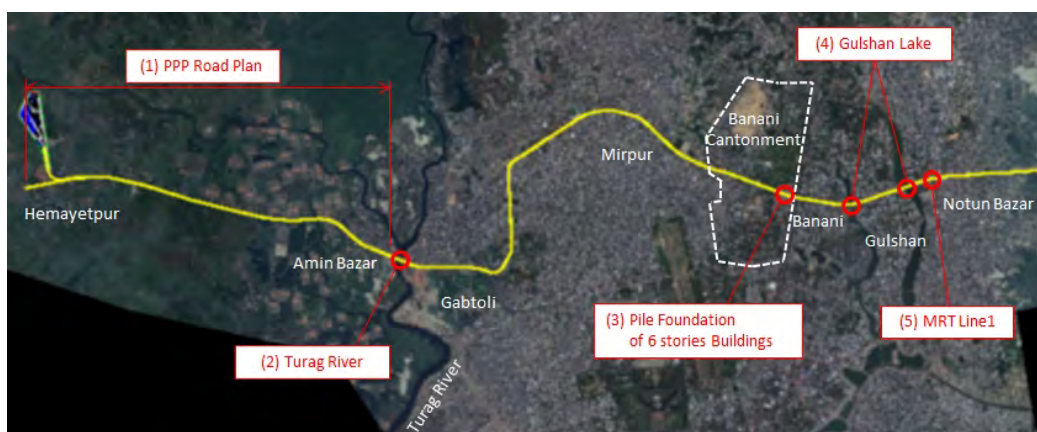 (1) PPP Road Plan
(4) Gulshan Lake
Banani
Cantonment
Mirpur
Hemayetpur
Banani
Notun Bazar
Gulshan
Amin Bazar
Gabtoli
(3) Pile Foundation
of 6 stories Buildings
(5) MRT Line1
(2) Turag River
Turag River